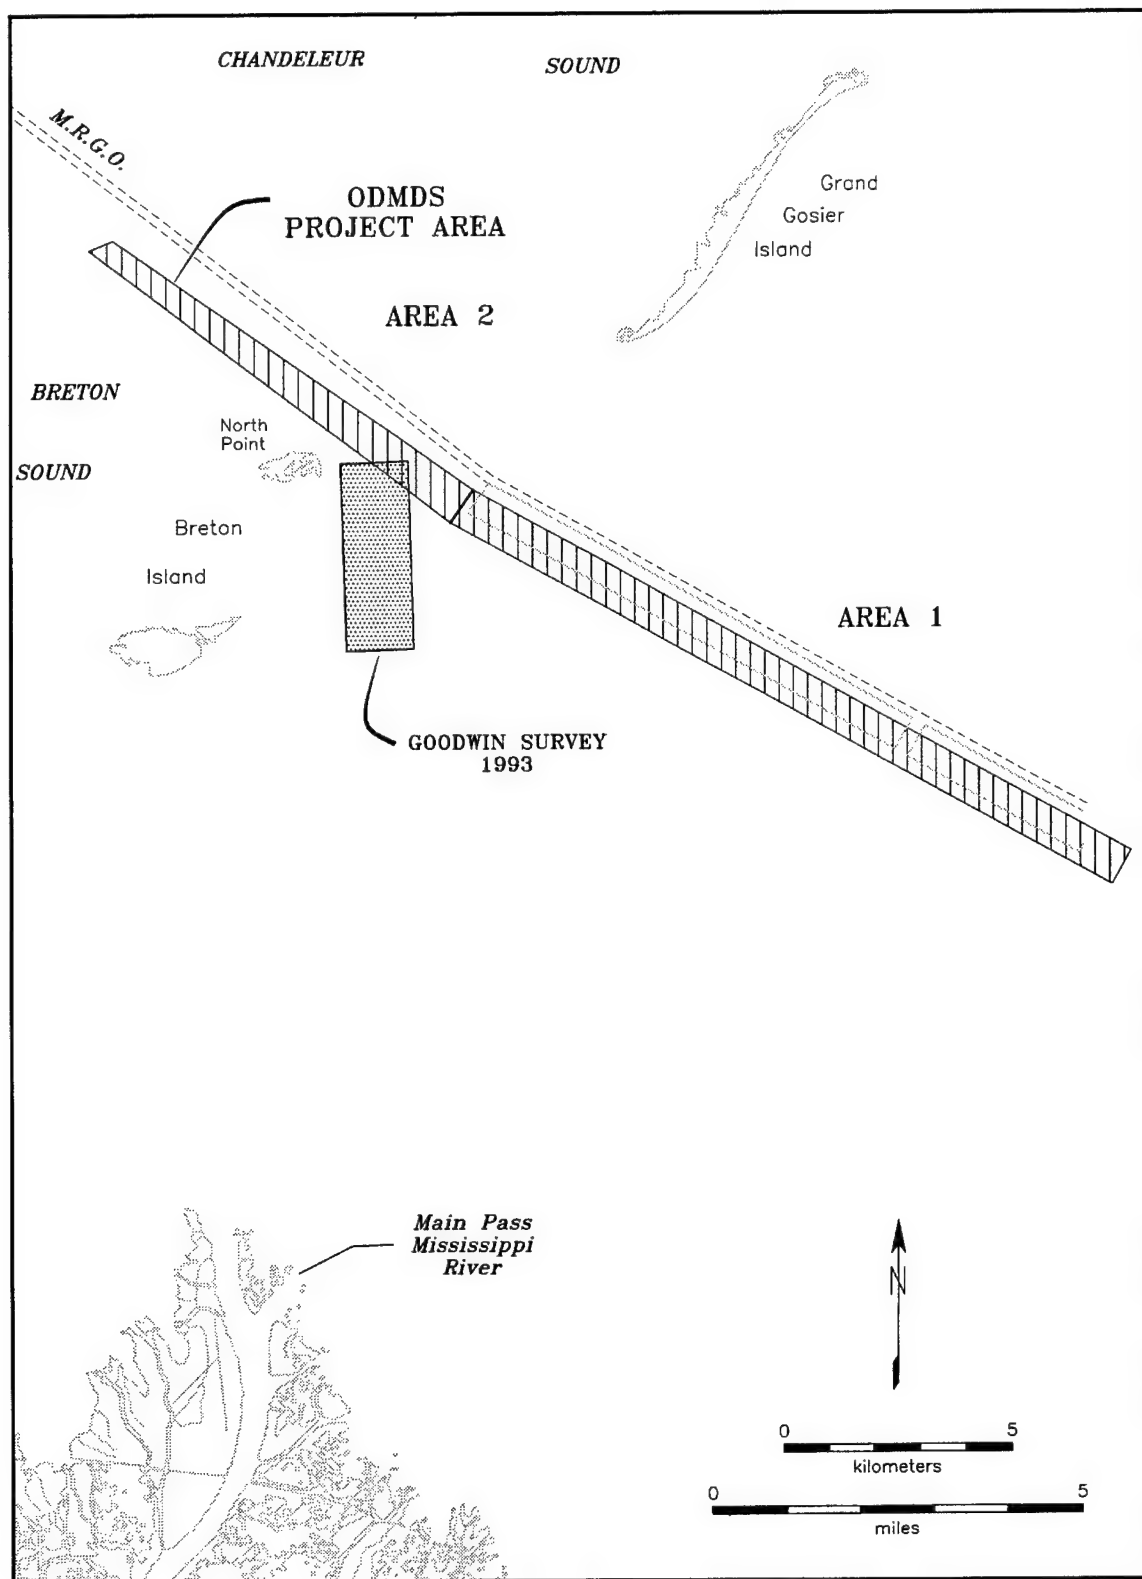 CHANDELEUR SOUND
M.R.G.O.
ODMDS
PROJECT AREA
Grand
Gosier
Island
AREA 2
BRETON
SOUND
North
Point
Breton
Island
AREA 1
GOODWIN SURVEY
1993
Main Pass
Mississippi
River
N
0 5
kilometers
0 5
miles